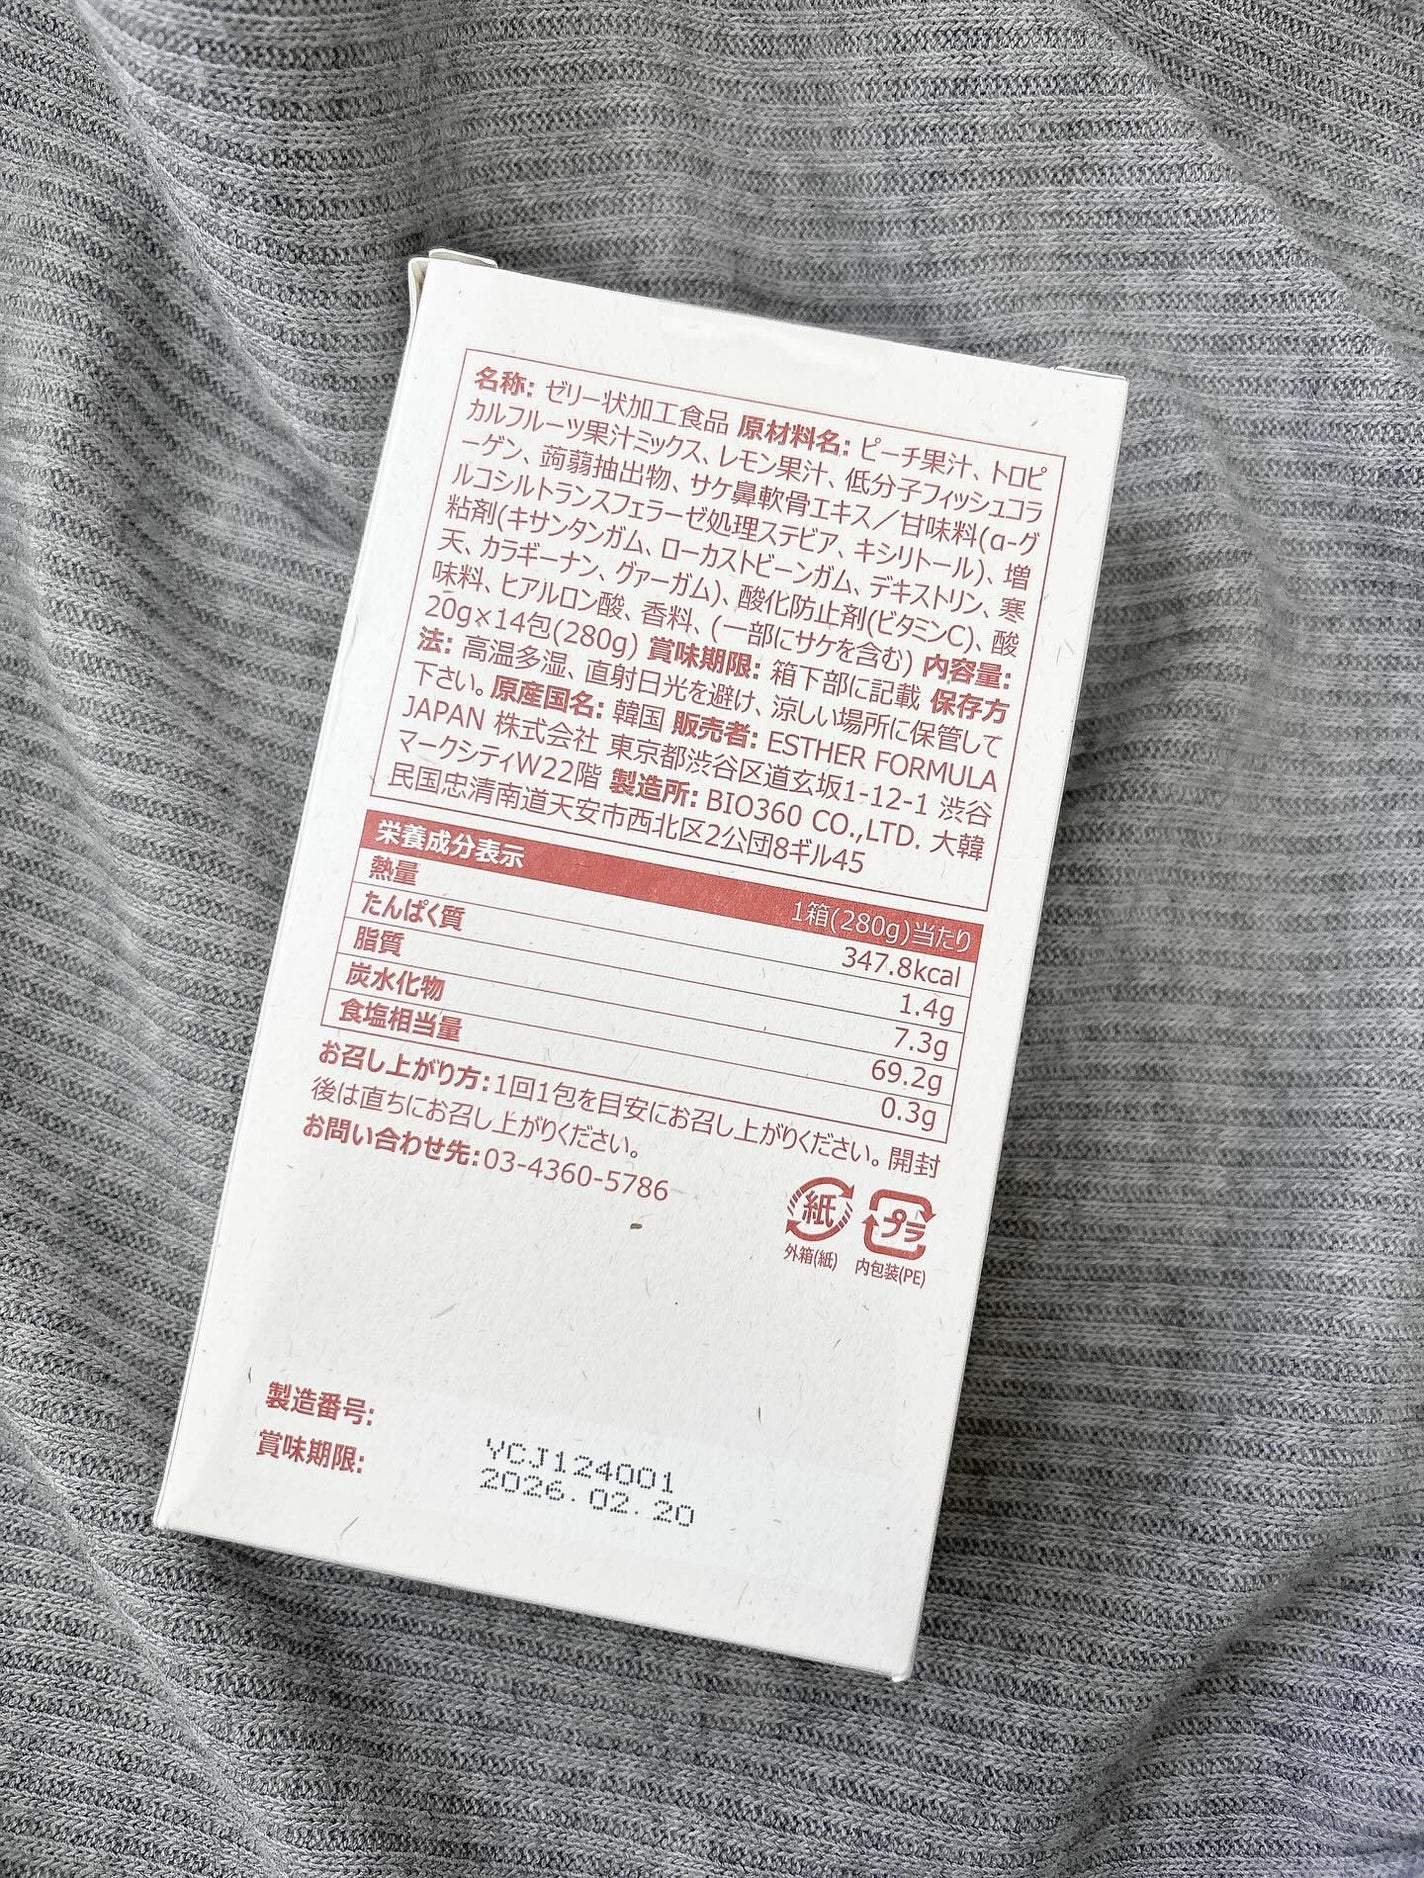 名称: ゼリー状加工食品 原材料名: ピーチ果汁、トロピ
カルフルーツ果汁ミックス、レモン果汁、低分子フィッシュコラ
ーゲン、蒟蒻抽出物、サケ鼻軟骨エキス／甘味料(α-グ
ルコシルトランスフェラーゼ処理ステビア、キシリトール)、増
粘剤(キサンタンガム、ローカストビーンガム、デキストリン、寒
天、カラギーナン、グァーガム)、酸化防止剤(ビタミンC)、酸
味料、ヒアルロン酸、香料、(一部にサケを含む) 内容量:
20g×14包(280g) 賞味期限: 箱下部に記載 保存方
法: 高温多湿、直射日光を避け、涼しい場所に保管して
下さい。原産国名: 韓国 販売者: ESTHER FORMULA
JAPAN 株式会社 東京都渋谷区道玄坂1-12-1 渋谷
マークシティW22階 製造所: BIO360 CO.,LTD. 大韓
民国忠清南道天安市西北区2公団8ギル45
栄養成分表示 1箱(280g)当たり
熱量 347.8kcal
たんぱく質 1.4g
脂質 7.3g
炭水化物 69.2g
食塩相当量 0.3g
お召し上がり方:1回1包を目安にお召し上がりください。開封
後は直ちにお召し上がりください。
お問い合わせ先:03-4360-5786
紙 プラ
外箱(紙) 内包装(PE)
製造番号: YCJ124001
賞味期限: 2026.02.20